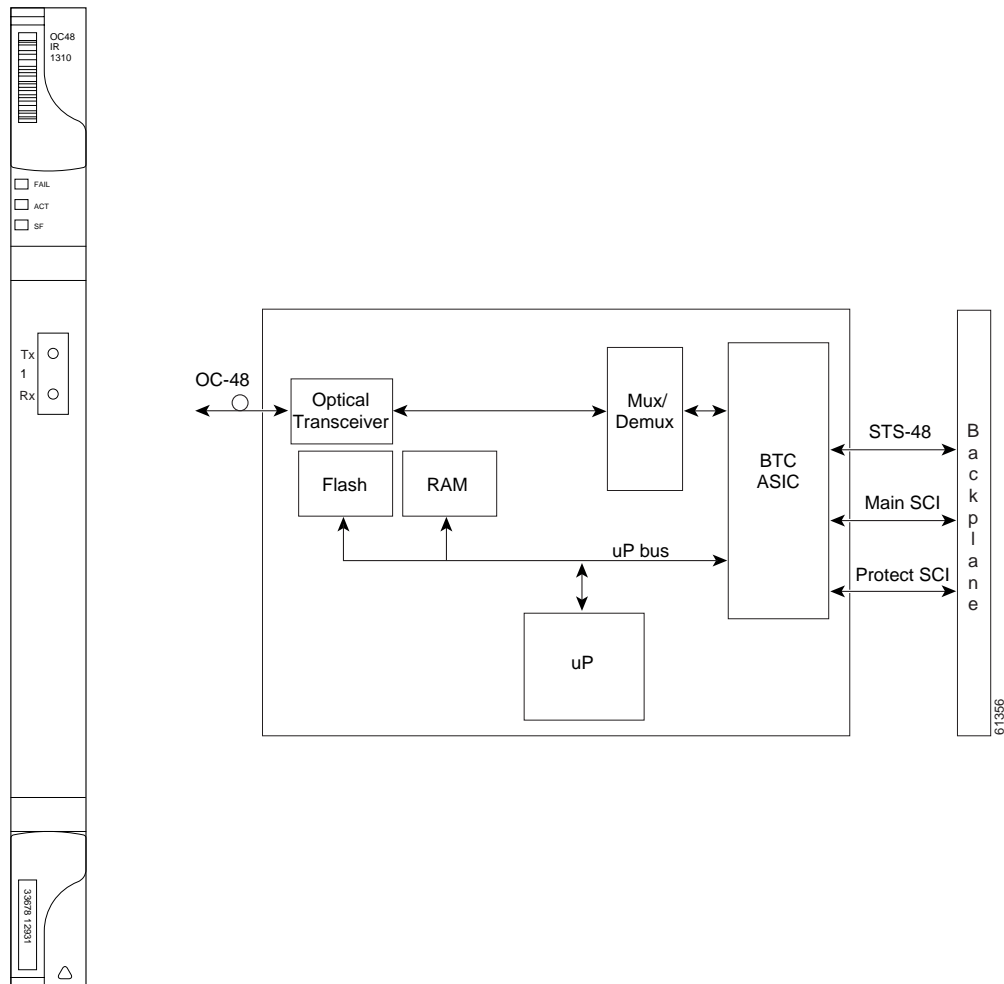 OC48
IR
1310
FAIL
ACT
SF
Tx
1
Rx
33678 12931
OC-48
Optical
Transceiver
Mux/
Demux
BTC
ASIC
Flash
RAM
uP bus
uP
STS-48
Main SCI
Protect SCI
Backplane
61356